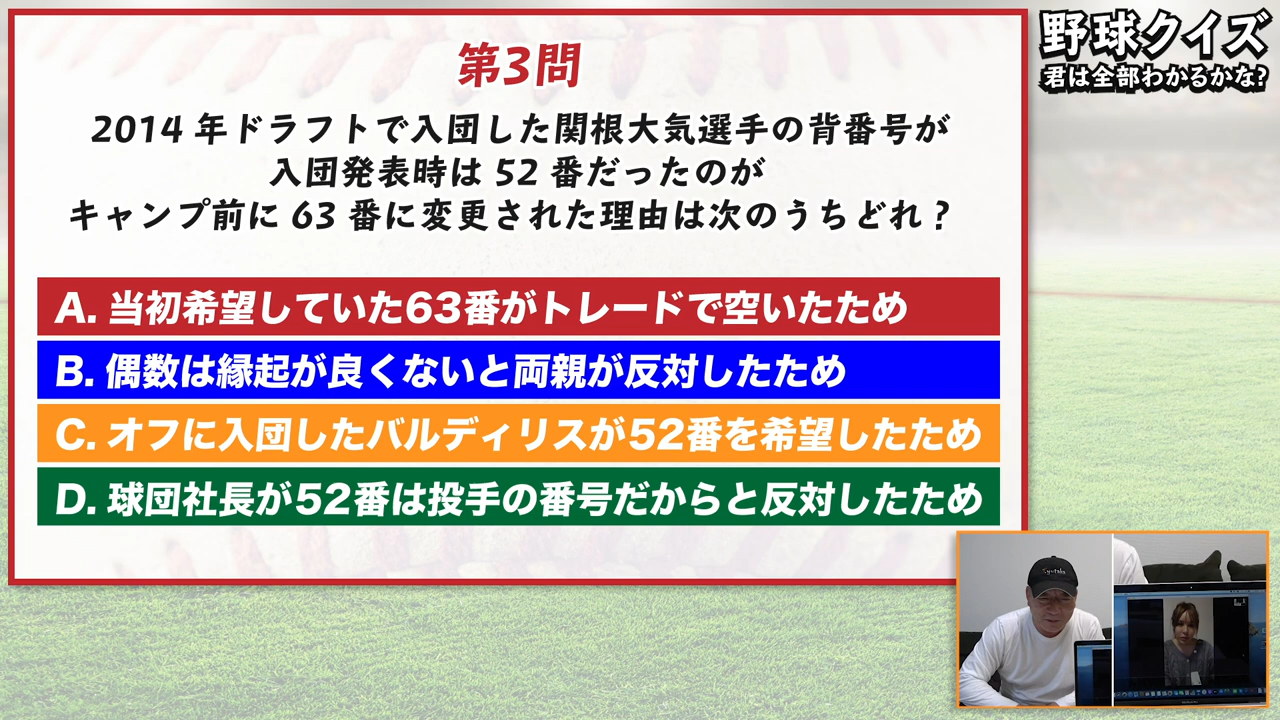 野球クイズ
君は全部わかるかな?
第3問
2014年ドラフトで入団した関根大気選手の背番号が
入団発表時は52番だったのが
キャンプ前に63番に変更された理由は次のうちどれ?
A. 当初希望していた63番がトレードで空いたため
B. 偶数は縁起が良くないと両親が反対したため
C. オフに入団したバルディリスが52番を希望したため
D. 球団社長が52番は投手の番号だからと反対したため